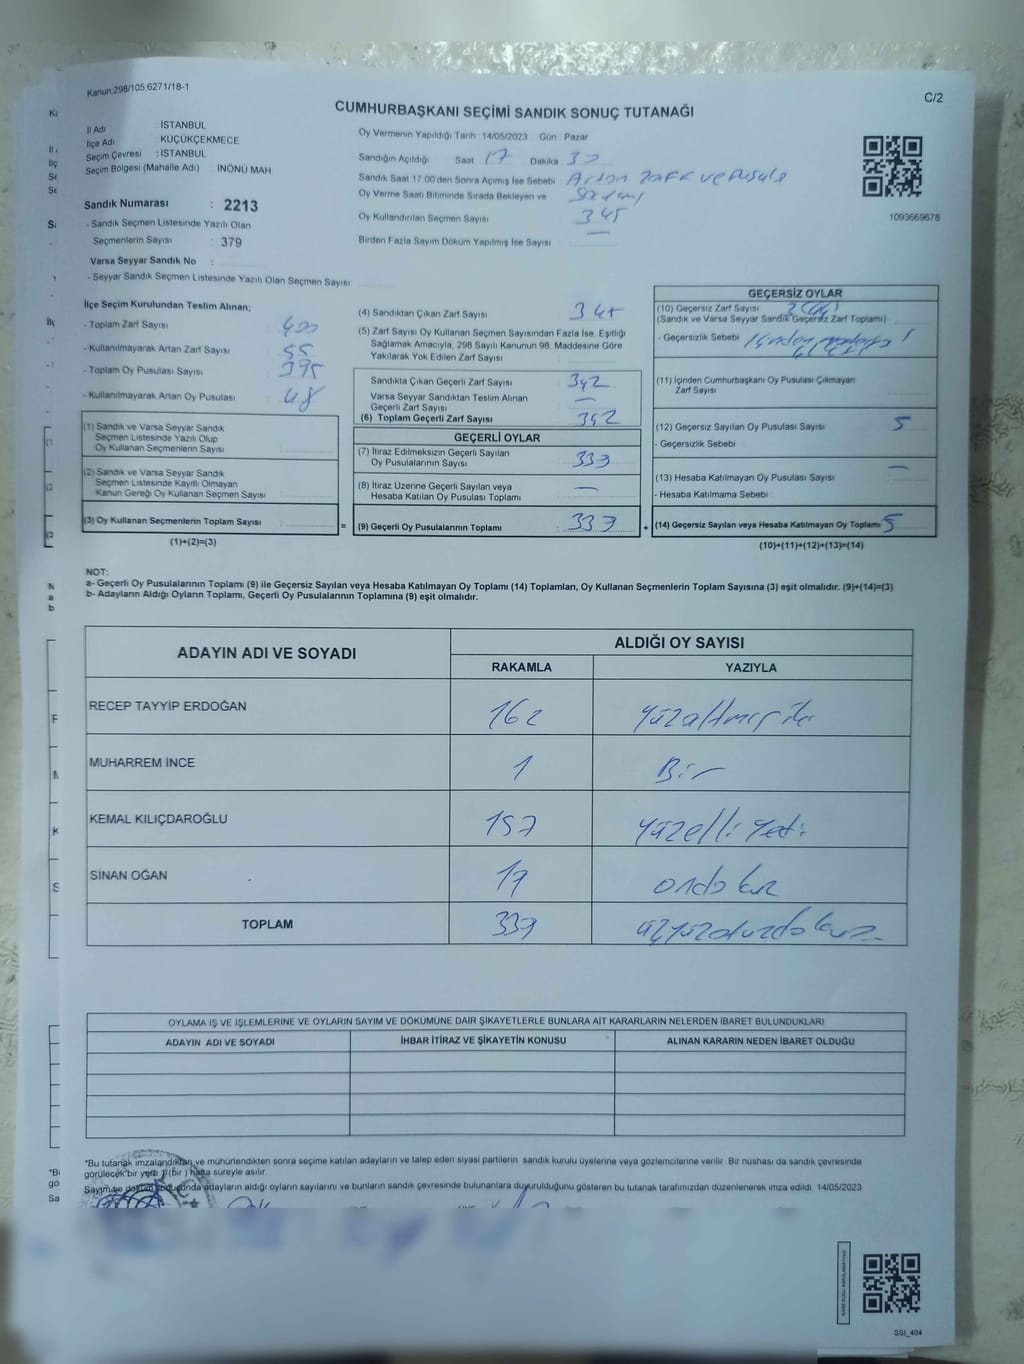 Kanun:298/105,6271/18-1
C/2
CUMHURBAŞKANI SEÇİMİ SANDIK SONUÇ TUTANAĞI
İl Adı : İSTANBUL
İlçe Adı : KÜÇÜKÇEKMECE
Seçim Çevresi : İSTANBUL
Seçim Bölgesi (Mahalle Adı) : İNÖNÜ MAH
Sandık Numarası : 2213
- Sandık Seçmen Listesinde Yazılı Olan
Seçmenlerin Sayısı : 379
Varsa Seyyar Sandık No :
- Seyyar Sandık Seçmen Listesinde Yazılı Olan Seçmen Sayısı
Oy Vermenin Yapıldığı Tarih :14/05/2023 Gün : Pazar
Sandığın Açıldığı Saat 17 Dakika 30
Sandık Saat 17.00'den Sonra Açılmış İse Sebebi : Artan zarf ve Pusula
Oy Verme Saati Bitiminde Sırada Bekleyen ve
Oy Kullandırılan Seçmen Sayısı : 345
Birden Fazla Sayım Döküm Yapılmış İse Sayısı :
1093669678
İlçe Seçim Kurulundan Teslim Alınan;
- Toplam Zarf Sayısı : 400
- Kullanılmayarak Artan Zarf Sayısı : 55
- Toplam Oy Pusulası Sayısı : 395
- Kullanılmayarak Artan Oy Pusulası : 48
(1) Sandık ve Varsa Seyyar Sandık
Seçmen Listesinde Yazılı Olup
Oy Kullanan Seçmenlerin Sayısı :
(2) Sandık ve Varsa Seyyar Sandık
Seçmen Listesinde Kayıtlı Olmayan
Kanun Gereği Oy Kullanan Seçmen Sayısı :
(3) Oy Kullanan Seçmenlerin Toplam Sayısı : =
(1)+(2)=(3)
(4) Sandıktan Çıkan Zarf Sayısı : 345
(5) Zarf Sayısı Oy Kullanan Seçmen Sayısından Fazla İse, Eşitliği
Sağlamak Amacıyla, 298 Sayılı Kanunun 98. Maddesine Göre
Yakılarak Yok Edilen Zarf Sayısı :
Sandıkta Çıkan Geçerli Zarf Sayısı : 342
Varsa Seyyar Sandıktan Teslim Alınan
Geçerli Zarf Sayısı : —
(6) Toplam Geçerli Zarf Sayısı : 342
GEÇERLİ OYLAR
(7) İtiraz Edilmeksizin Geçerli Sayılan
Oy Pusulalarının Sayısı : 339
(8) İtiraz Üzerine Geçerli Sayılan veya
Hesaba Katılan Oy Pusulası Toplamı : —
(9) Geçerli Oy Pusulalarının Toplamı : 339 +
GEÇERSİZ OYLAR
(10) Geçersiz Zarf Sayısı
(Sandık ve Varsa Seyyar Sandık Geçersiz Zarf Toplamı)
- Geçersizlik Sebebi
(11) İçinden Cumhurbaşkanı Oy Pusulası Çıkmayan
Zarf Sayısı
(12) Geçersiz Sayılan Oy Pusulası Sayısı 5
- Geçersizlik Sebebi
(13) Hesaba Katılmayan Oy Pusulası Sayısı —
- Hesaba Katılmama Sebebi :
(14) Geçersiz Sayılan veya Hesaba Katılmayan Oy Toplamı : 5
(10)+(11)+(12)+(13)=(14)
NOT:
a- Geçerli Oy Pusulalarının Toplamı (9) ile Geçersiz Sayılan veya Hesaba Katılmayan Oy Toplamı (14) Toplamları, Oy Kullanan Seçmenlerin Toplam Sayısına (3) eşit olmalıdır. (9)+(14)=(3)
b- Adayların Aldığı Oyların Toplamı, Geçerli Oy Pusulalarının Toplamına (9) eşit olmalıdır.
ADAYIN ADI VE SOYADI
ALDIĞI OY SAYISI
RAKAMLA YAZIYLA
RECEP TAYYİP ERDOĞAN 162 Yüzaltmış iki
MUHARREM İNCE 1 Bir
KEMAL KILIÇDAROĞLU 157 Yüzelli Yedi
SİNAN OĞAN 19 ondokuz
TOPLAM 339 üçyüzotuzdokuz
OYLAMA İŞ VE İŞLEMLERİNE VE OYLARIN SAYIM VE DÖKÜMÜNE DAİR ŞİKAYETLERLE BUNLARA AİT KARARLARIN NELERDEN İBARET BULUNDUKLARI
ADAYIN ADI VE SOYADI İHBAR İTİRAZ VE ŞİKAYETİN KONUSU ALINAN KARARIN NEDEN İBARET OLDUĞU
*Bu tutanak imzalandıktan ve mühürlendikten sonra seçime katılan adayların ve talep eden siyasi partilerin sandık kurulu üyelerine veya gözlemcilerine verilir. Bir nüshası da sandık çevresinde
görülecek bir yere 1 (bir ) hafta süreyle asılır.
Sayım ve döküm sonucunda adayların aldığı oyların sayılarını ve bunların sandık çevresinde bulunanlara duyurulduğunu gösteren bu tutanak tarafımızdan düzenlenerek imza edildi. 14/05/2023
SSI_404